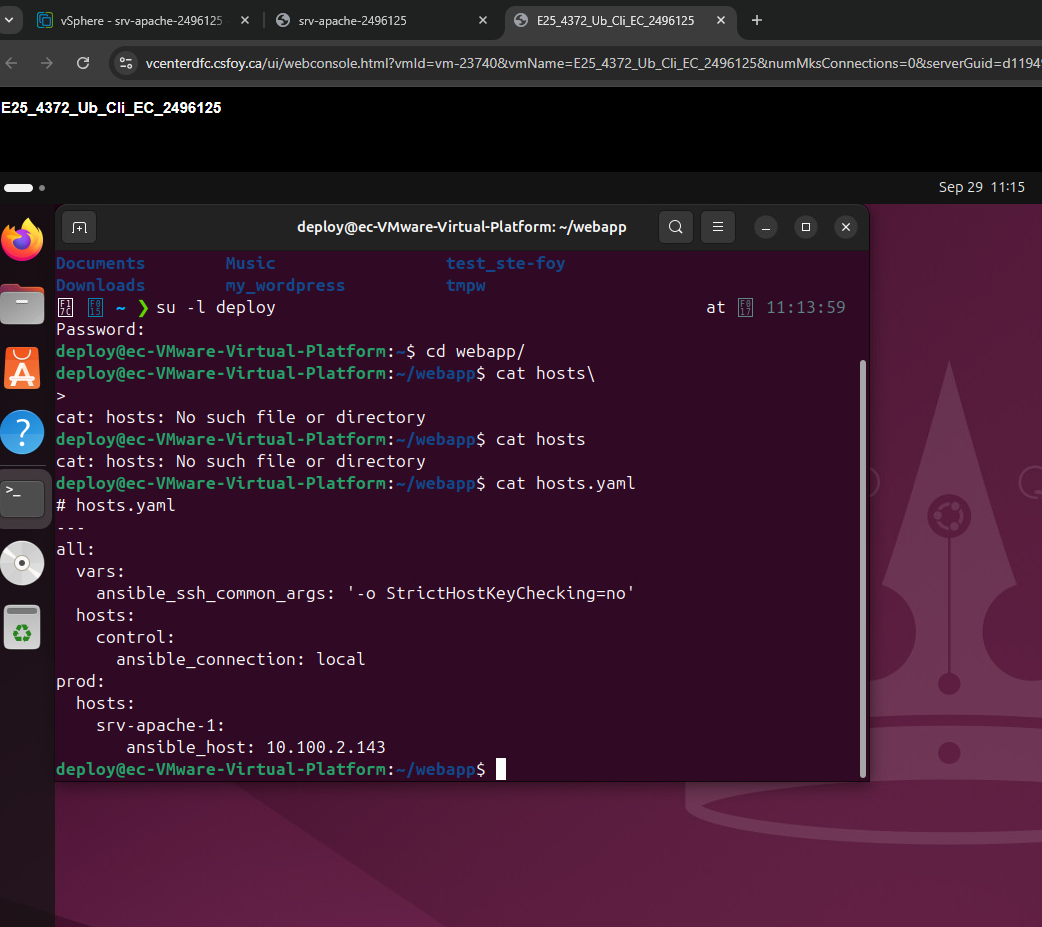 vSphere - srv-apache-2496125
srv-apache-2496125
E25_4372_Ub_Cli_EC_2496125
vcenterdfc.csfoy.ca/ui/webconsole.html?vmId=vm-23740&vmName=E25_4372_Ub_Cli_EC_2496125&numMksConnections=0&serverGuid=d1194
E25_4372_Ub_Cli_EC_2496125
Sep 29 11:15
deploy@ec-VMware-Virtual-Platform: ~/webapp
Documents Music test_ste-foy
Downloads my_wordpress tmpw
~ ❯ su -l deploy at 11:13:59
Password:
deploy@ec-VMware-Virtual-Platform:~$ cd webapp/
deploy@ec-VMware-Virtual-Platform:~/webapp$ cat hosts\
>
cat: hosts: No such file or directory
deploy@ec-VMware-Virtual-Platform:~/webapp$ cat hosts
cat: hosts: No such file or directory
deploy@ec-VMware-Virtual-Platform:~/webapp$ cat hosts.yaml
# hosts.yaml
---
all:
  vars:
    ansible_ssh_common_args: '-o StrictHostKeyChecking=no'
  hosts:
    control:
      ansible_connection: local
prod:
  hosts:
    srv-apache-1:
       ansible_host: 10.100.2.143
deploy@ec-VMware-Virtual-Platform:~/webapp$